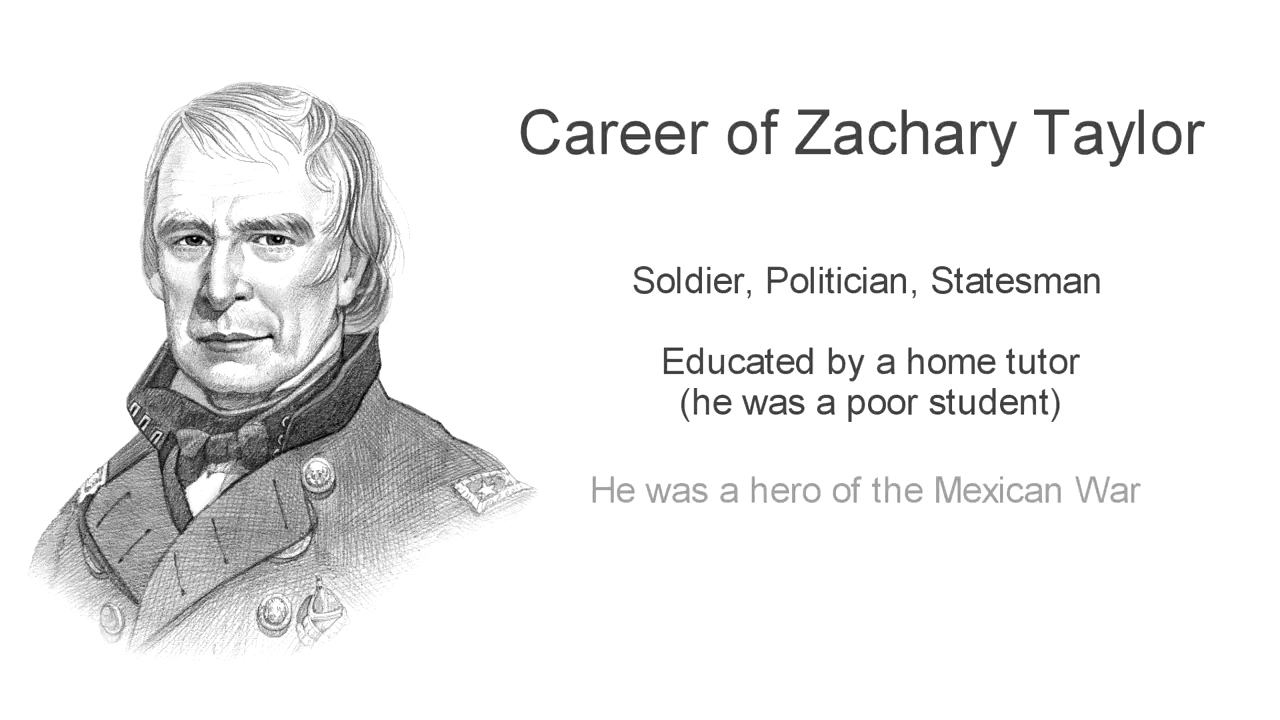 Career of Zachary Taylor
Soldier, Politician, Statesman
Educated by a home tutor
(he was a poor student)
He was a hero of the Mexican War